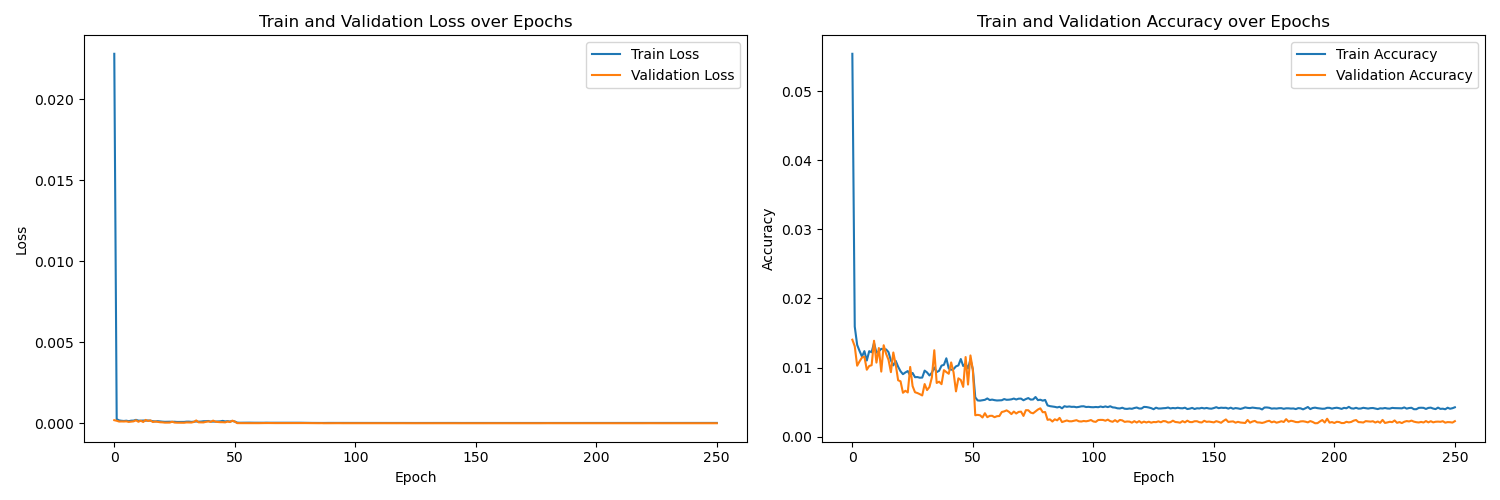 Train and Validation Loss over Epochs
Train Loss
Validation Loss
0.020
0.015
0.010
0.005
0.000
Loss
0
50
100
150
200
250
Epoch
Train and Validation Accuracy over Epochs
Train Accuracy
Validation Accuracy
0.05
0.04
0.03
0.02
0.01
0.00
Accuracy
0
50
100
150
200
250
Epoch